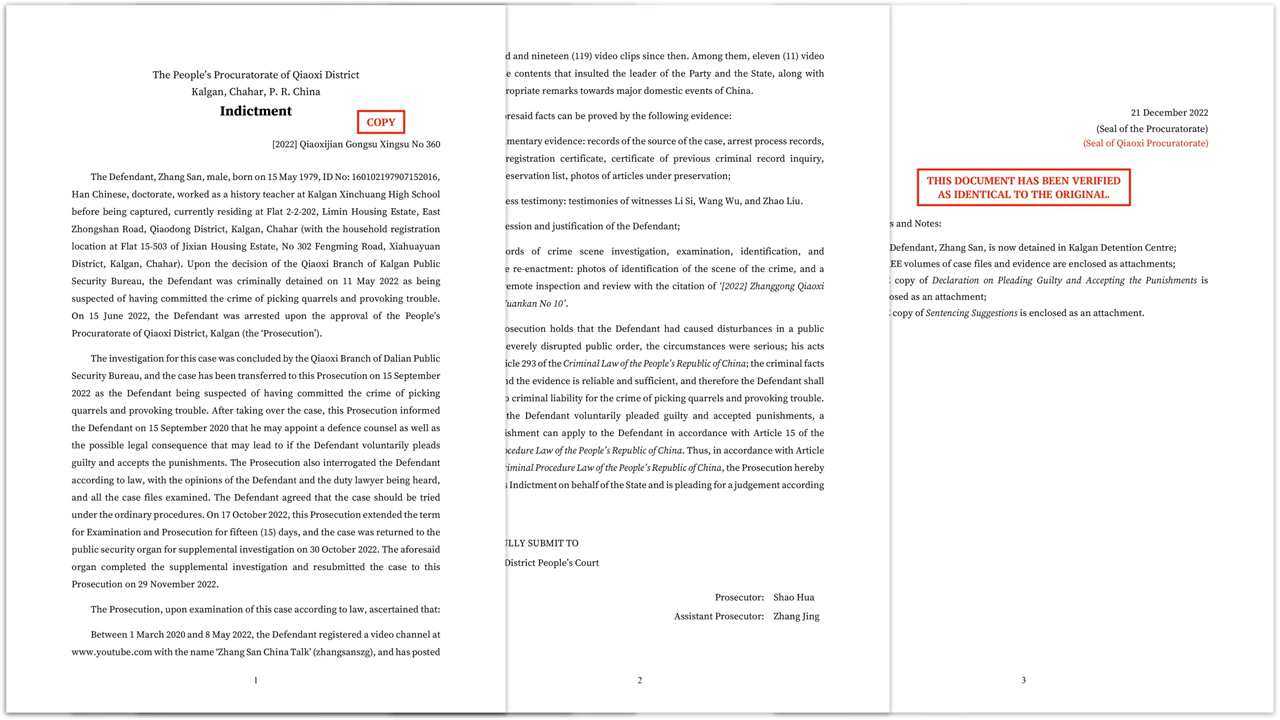 The People's Procuratorate of Qiaoxi District
Kalgan, Chahar, P. R. China
Indictment
COPY
[2022] Qiaoxijian Gongsu Xingsu No 360
The Defendant, Zhang San, male, born on 15 May 1979, ID No: 160102197907152016,
Han Chinese, doctorate, worked as a history teacher at Kalgan Xinchuang High School
before being captured, currently residing at Flat 2-2-202, Limin Housing Estate, East
Zhongshan Road, Qiaodong District, Kalgan, Chahar (with the household registration
location at Flat 15-503 of Jixian Housing Estate, No 302 Fengming Road, Xiahuayuan
District, Kalgan, Chahar). Upon the decision of the Qiaoxi Branch of Kalgan Public
Security Bureau, the Defendant was criminally detained on 11 May 2022 as being
suspected of having committed the crime of picking quarrels and provoking trouble.
On 15 June 2022, the Defendant was arrested upon the approval of the People's
Procuratorate of Qiaoxi District, Kalgan (the 'Prosecution').
The investigation for this case was concluded by the Qiaoxi Branch of Dalian Public
Security Bureau, and the case has been transferred to this Prosecution on 15 September
2022 as the Defendant being suspected of having committed the crime of picking
quarrels and provoking trouble. After taking over the case, this Prosecution informed
the Defendant on 15 September 2020 that he may appoint a defence counsel as well as
the possible legal consequence that may lead to if the Defendant voluntarily pleads
guilty and accepts the punishments. The Prosecution also interrogated the Defendant
according to law, with the opinions of the Defendant and the duty lawyer being heard,
and all the case files examined. The Defendant agreed that the case should be tried
under the ordinary procedures. On 17 October 2022, this Prosecution extended the term
for Examination and Prosecution for fifteen (15) days, and the case was returned to the
public security organ for supplemental investigation on 30 October 2022. The aforesaid
organ completed the supplemental investigation and resubmitted the case to this
Prosecution on 29 November 2022.
The Prosecution, upon examination of this case according to law, ascertained that:
Between 1 March 2020 and 8 May 2022, the Defendant registered a video channel at
www.youtube.com with the name 'Zhang San China Talk' (zhangsanszg), and has posted
1
d and nineteen (119) video clips since then. Among them, eleven (11) video
e contents that insulted the leader of the Party and the State, along with
ropriate remarks towards major domestic events of China.
resaid facts can be proved by the following evidence:
mentary evidence: records of the source of the case, arrest process records,
registration certificate, certificate of previous criminal record inquiry,
eservation list, photos of articles under preservation;
ess testimony: testimonies of witnesses Li Si, Wang Wu, and Zhao Liu.
ession and justification of the Defendant;
ords of crime scene investigation, examination, identification, and
e re-enactment: photos of identification of the scene of the crime, and a
remote inspection and review with the citation of '[2022] Zhanggong Qiaoxi
Yuankan No 10'.
osecution holds that the Defendant had caused disturbances in a public
everely disrupted public order, the circumstances were serious; his acts
icle 293 of the Criminal Law of the People's Republic of China; the criminal facts
nd the evidence is reliable and sufficient, and therefore the Defendant shall
o criminal liability for the crime of picking quarrels and provoking trouble.
the Defendant voluntarily pleaded guilty and accepted punishments, a
ishment can apply to the Defendant in accordance with Article 15 of the
ocedure Law of the People's Republic of China. Thus, in accordance with Article
riminal Procedure Law of the People's Republic of China, the Prosecution hereby
s Indictment on behalf of the State and is pleading for a judgement according
ULLY SUBMIT TO
District People's Court
Prosecutor: Shao Hua
Assistant Prosecutor: Zhang Jing
2
21 December 2022
(Seal of the Procuratorate)
(Seal of Qiaoxi Procuratorate)
THIS DOCUMENT HAS BEEN VERIFIED
AS IDENTICAL TO THE ORIGINAL.
s and Notes:
Defendant, Zhang San, is now detained in Kalgan Detention Centre;
EE volumes of case files and evidence are enclosed as attachments;
copy of Declaration on Pleading Guilty and Accepting the Punishments is
osed as an attachment;
copy of Sentencing Suggestions is enclosed as an attachment.
3